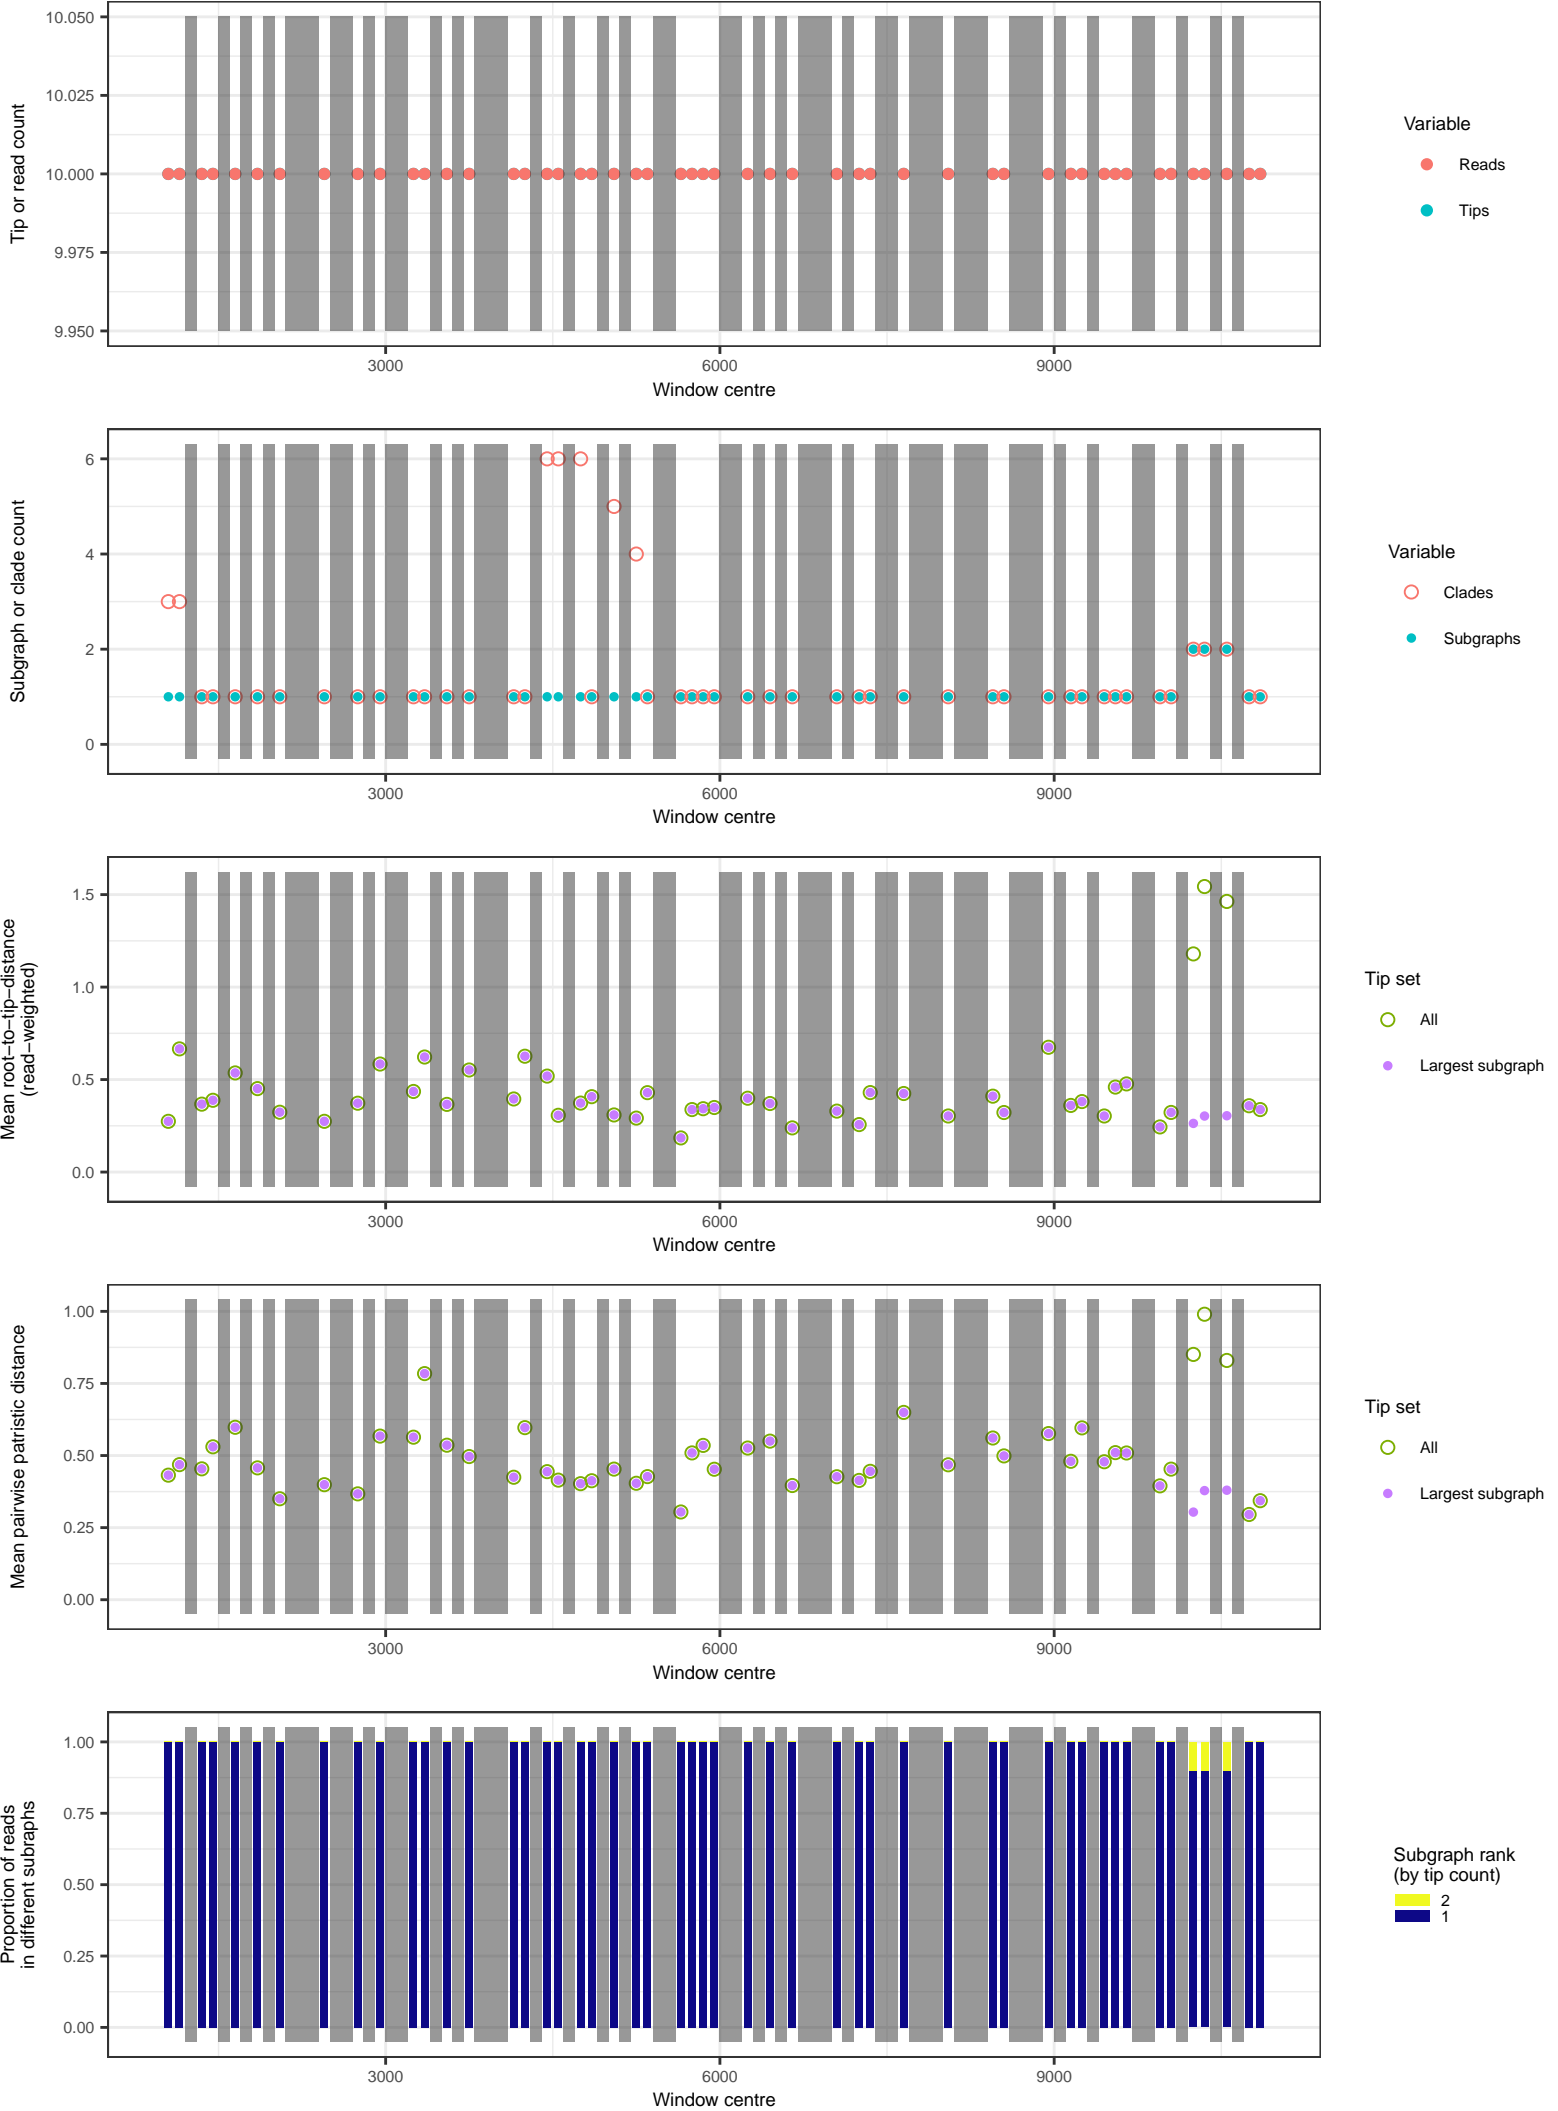 10.050
10.025
10.000
9.975
9.950
Tip or read count
3000 6000 9000
Window centre
Variable
Reads
Tips
6
4
2
0
Subgraph or clade count
3000 6000 9000
Window centre
Variable
Clades
Subgraphs
1.5
1.0
0.5
0.0
Mean root−to−tip−distance
(read−weighted)
3000 6000 9000
Window centre
Tip set
All
Largest subgraph
1.00
0.75
0.50
0.25
0.00
Mean pairwise patristic distance
3000 6000 9000
Window centre
Tip set
All
Largest subgraph
1.00
0.75
0.50
0.25
0.00
Proportion of reads
in different subraphs
3000 6000 9000
Window centre
Subgraph rank
(by tip count)
2
1